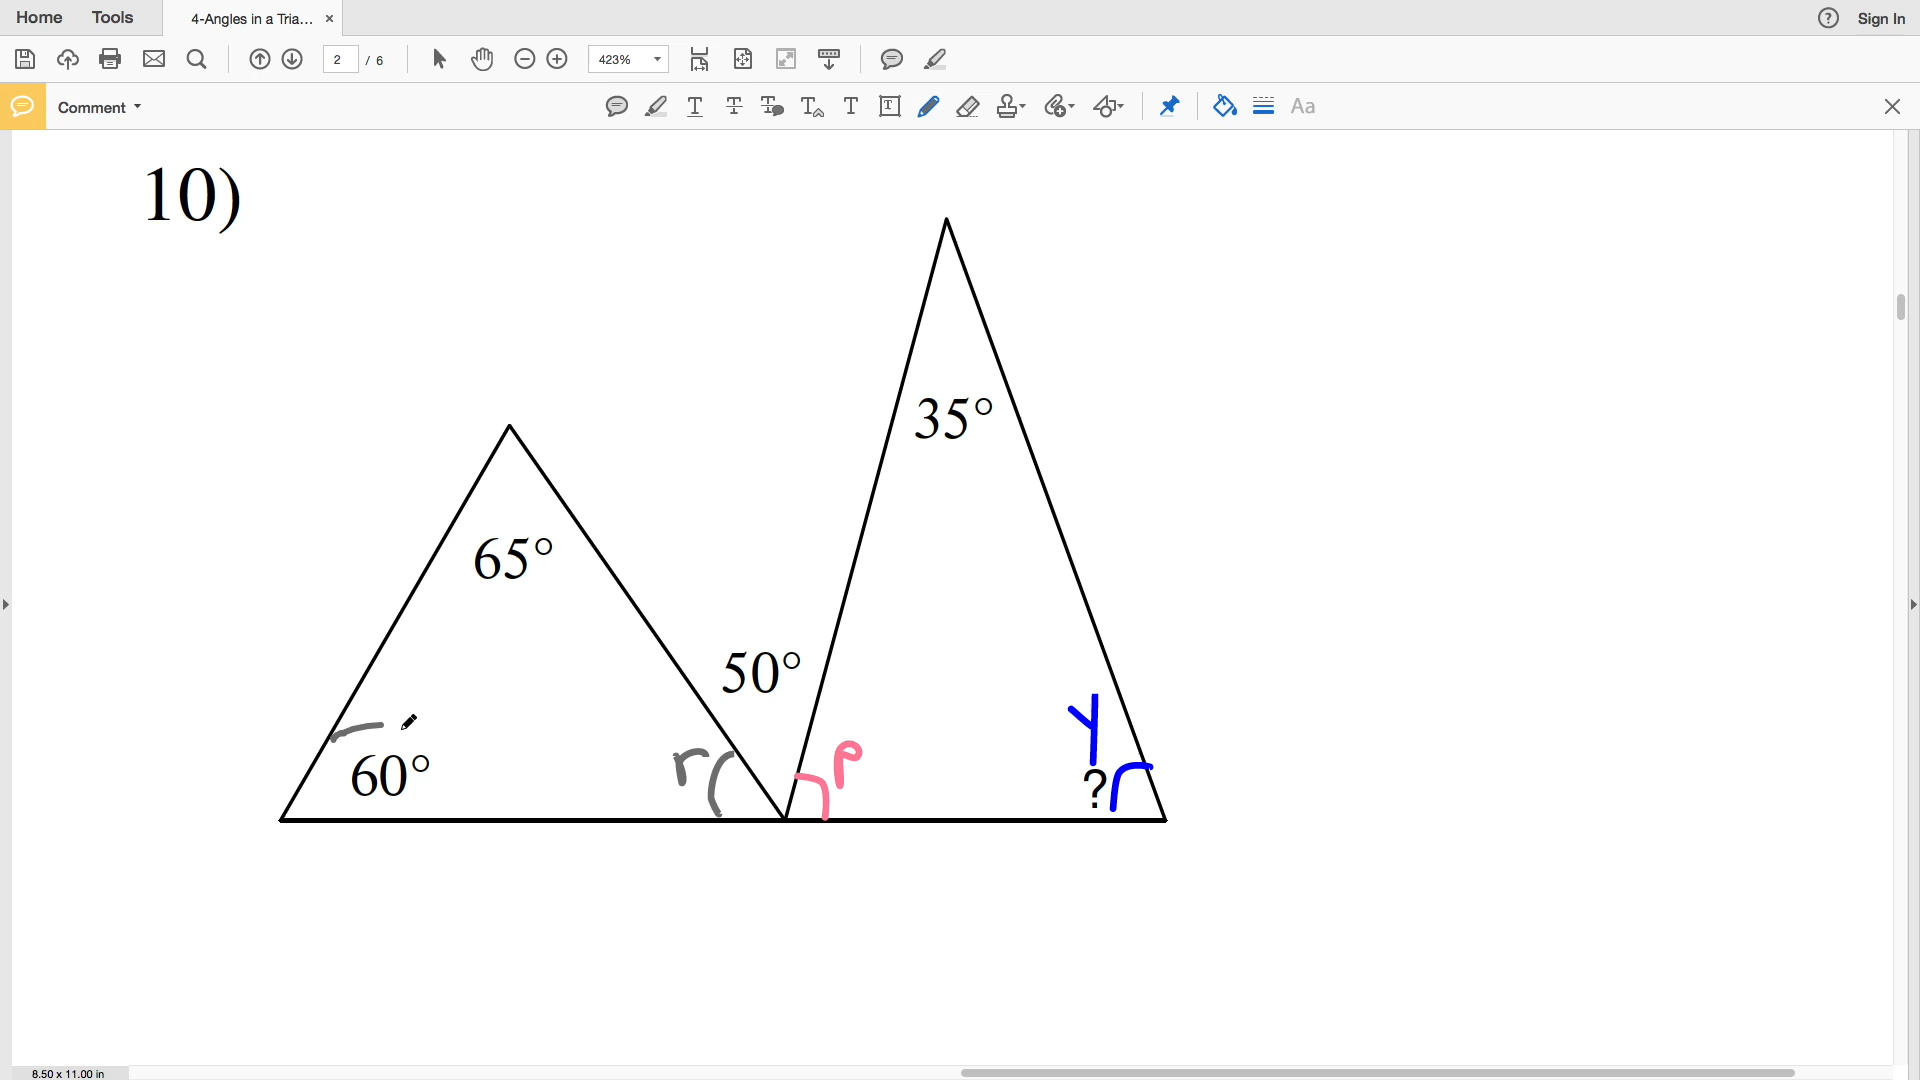 Home Tools 4-Angles in a Tria... × ? Sign In
2 / 6 423%
Comment T T T T T T Aa
10)
35°
65°
50°
y
r p
60° ?
8.50 x 11.00 in